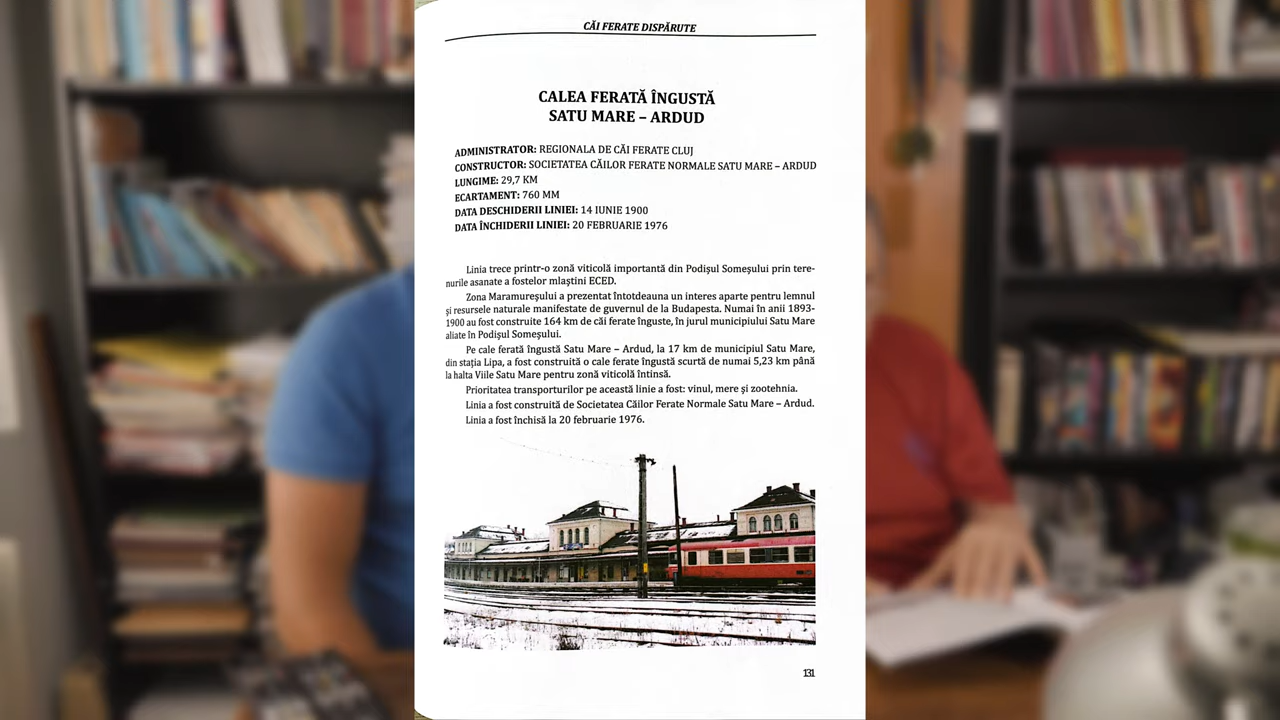 CĂI FERATE DISPĂRUTE
CALEA FERATĂ ÎNGUSTĂ
SATU MARE – ARDUD
ADMINISTRATOR: REGIONALA DE CĂI FERATE CLUJ
CONSTRUCTOR: SOCIETATEA CĂILOR FERATE NORMALE SATU MARE – ARDUD
LUNGIME: 29,7 KM
ECARTAMENT: 760 MM
DATA DESCHIDERII LINIEI: 14 IUNIE 1900
DATA ÎNCHIDERII LINIEI: 20 FEBRUARIE 1976
Linia trece printr-o zonă viticolă importantă din Podișul Someșului prin tere-
nurile asanate a fostelor mlaștini ECED.
Zona Maramureșului a prezentat întotdeauna un interes aparte pentru lemnul
și resursele naturale manifestate de guvernul de la Budapesta. Numai în anii 1893-
1900 au fost construite 164 km de căi ferate înguste, în jurul municipiului Satu Mare
aliate în Podișul Someșului.
Pe cale ferată îngustă Satu Mare – Ardud, la 17 km de municipiul Satu Mare,
din stația Lipa, a fost construită o cale ferate îngustă scurtă de numai 5,23 km până
la halta Viile Satu Mare pentru zonă viticolă întinsă.
Prioritatea transporturilor pe această linie a fost: vinul, mere și zootehnia.
Linia a fost construită de Societatea Căilor Ferate Normale Satu Mare – Ardud.
Linia a fost închisă la 20 februarie 1976.
131